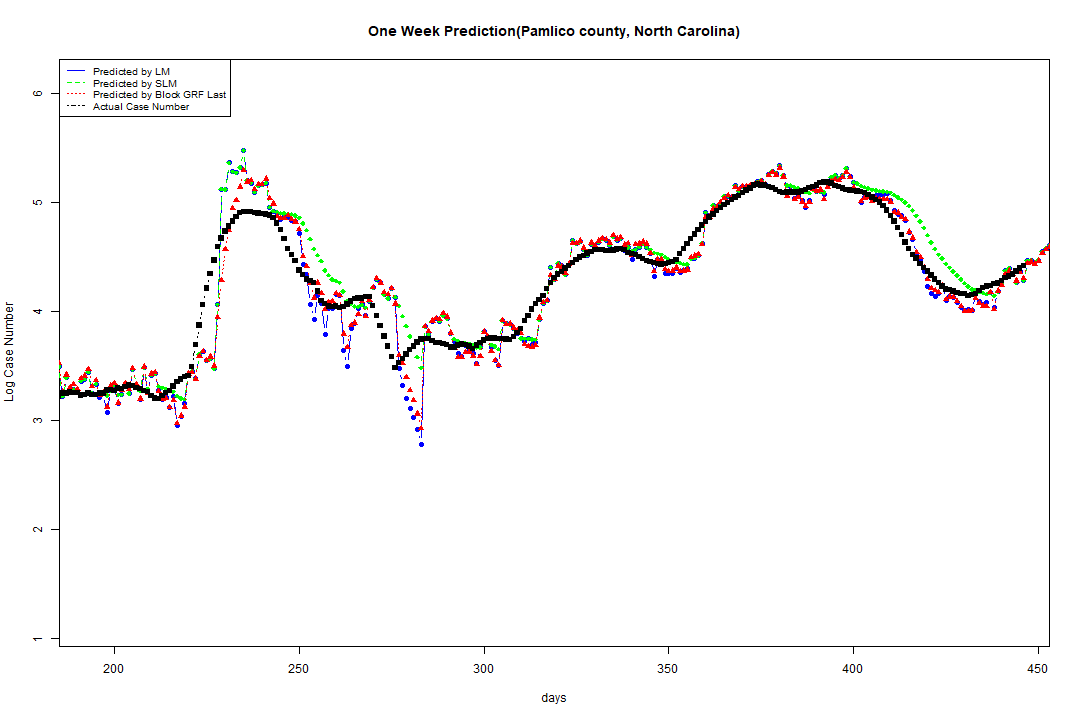 One Week Prediction(Pamlico county, North Carolina)
Predicted by LM
Predicted by SLM
Predicted by Block GRF Last
Actual Case Number
6
5
4
3
2
1
Log Case Number
200 250 300 350 400 450
days